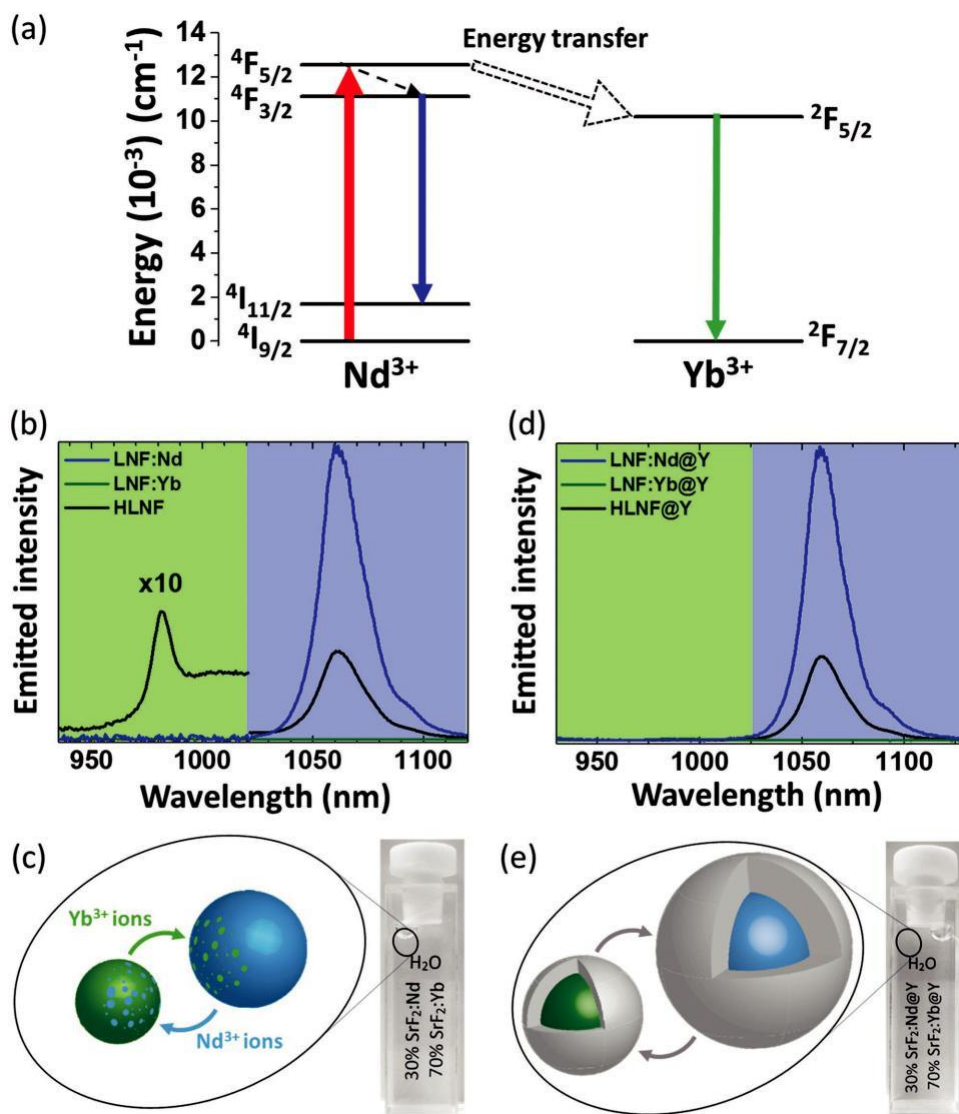 (a)
Energy transfer
Energy (10⁻³) (cm⁻¹)
14
12
10
8
6
4
2
0
⁴F₅/₂
⁴F₃/₂
⁴I₁₁/₂
⁴I₉/₂
Nd³⁺
²F₅/₂
²F₇/₂
Yb³⁺
(b)
LNF:Nd
LNF:Yb
HLNF
x10
Emitted intensity
950 1000 1050 1100
Wavelength (nm)
(d)
LNF:Nd@Y
LNF:Yb@Y
HLNF@Y
Emitted intensity
950 1000 1050 1100
Wavelength (nm)
(c)
Yb³⁺ ions
Nd³⁺ ions
H₂O
30% SrF₂:Nd
70% SrF₂:Yb
(e)
H₂O
30% SrF₂:Nd@Y
70% SrF₂:Yb@Y